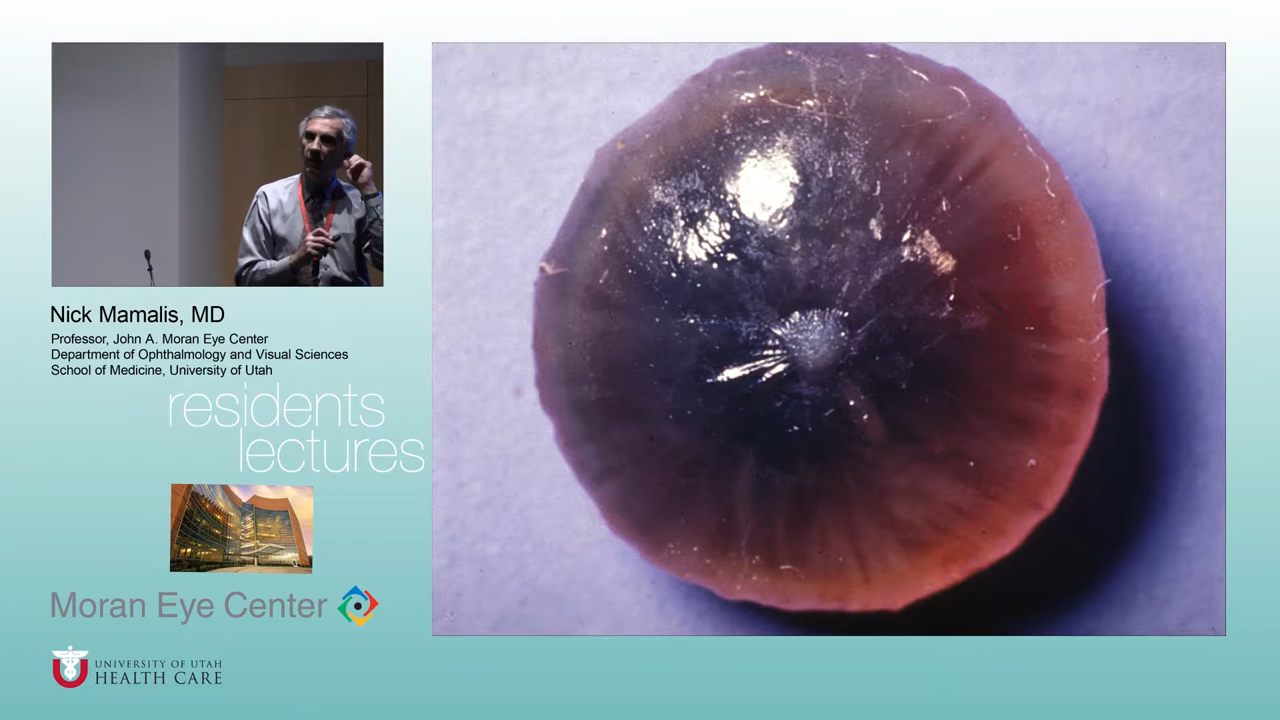 Nick Mamalis, MD
Professor, John A. Moran Eye Center
Department of Ophthalmology and Visual Sciences
School of Medicine, University of Utah
residents
lectures
Moran Eye Center
UNIVERSITY OF UTAH
HEALTH CARE